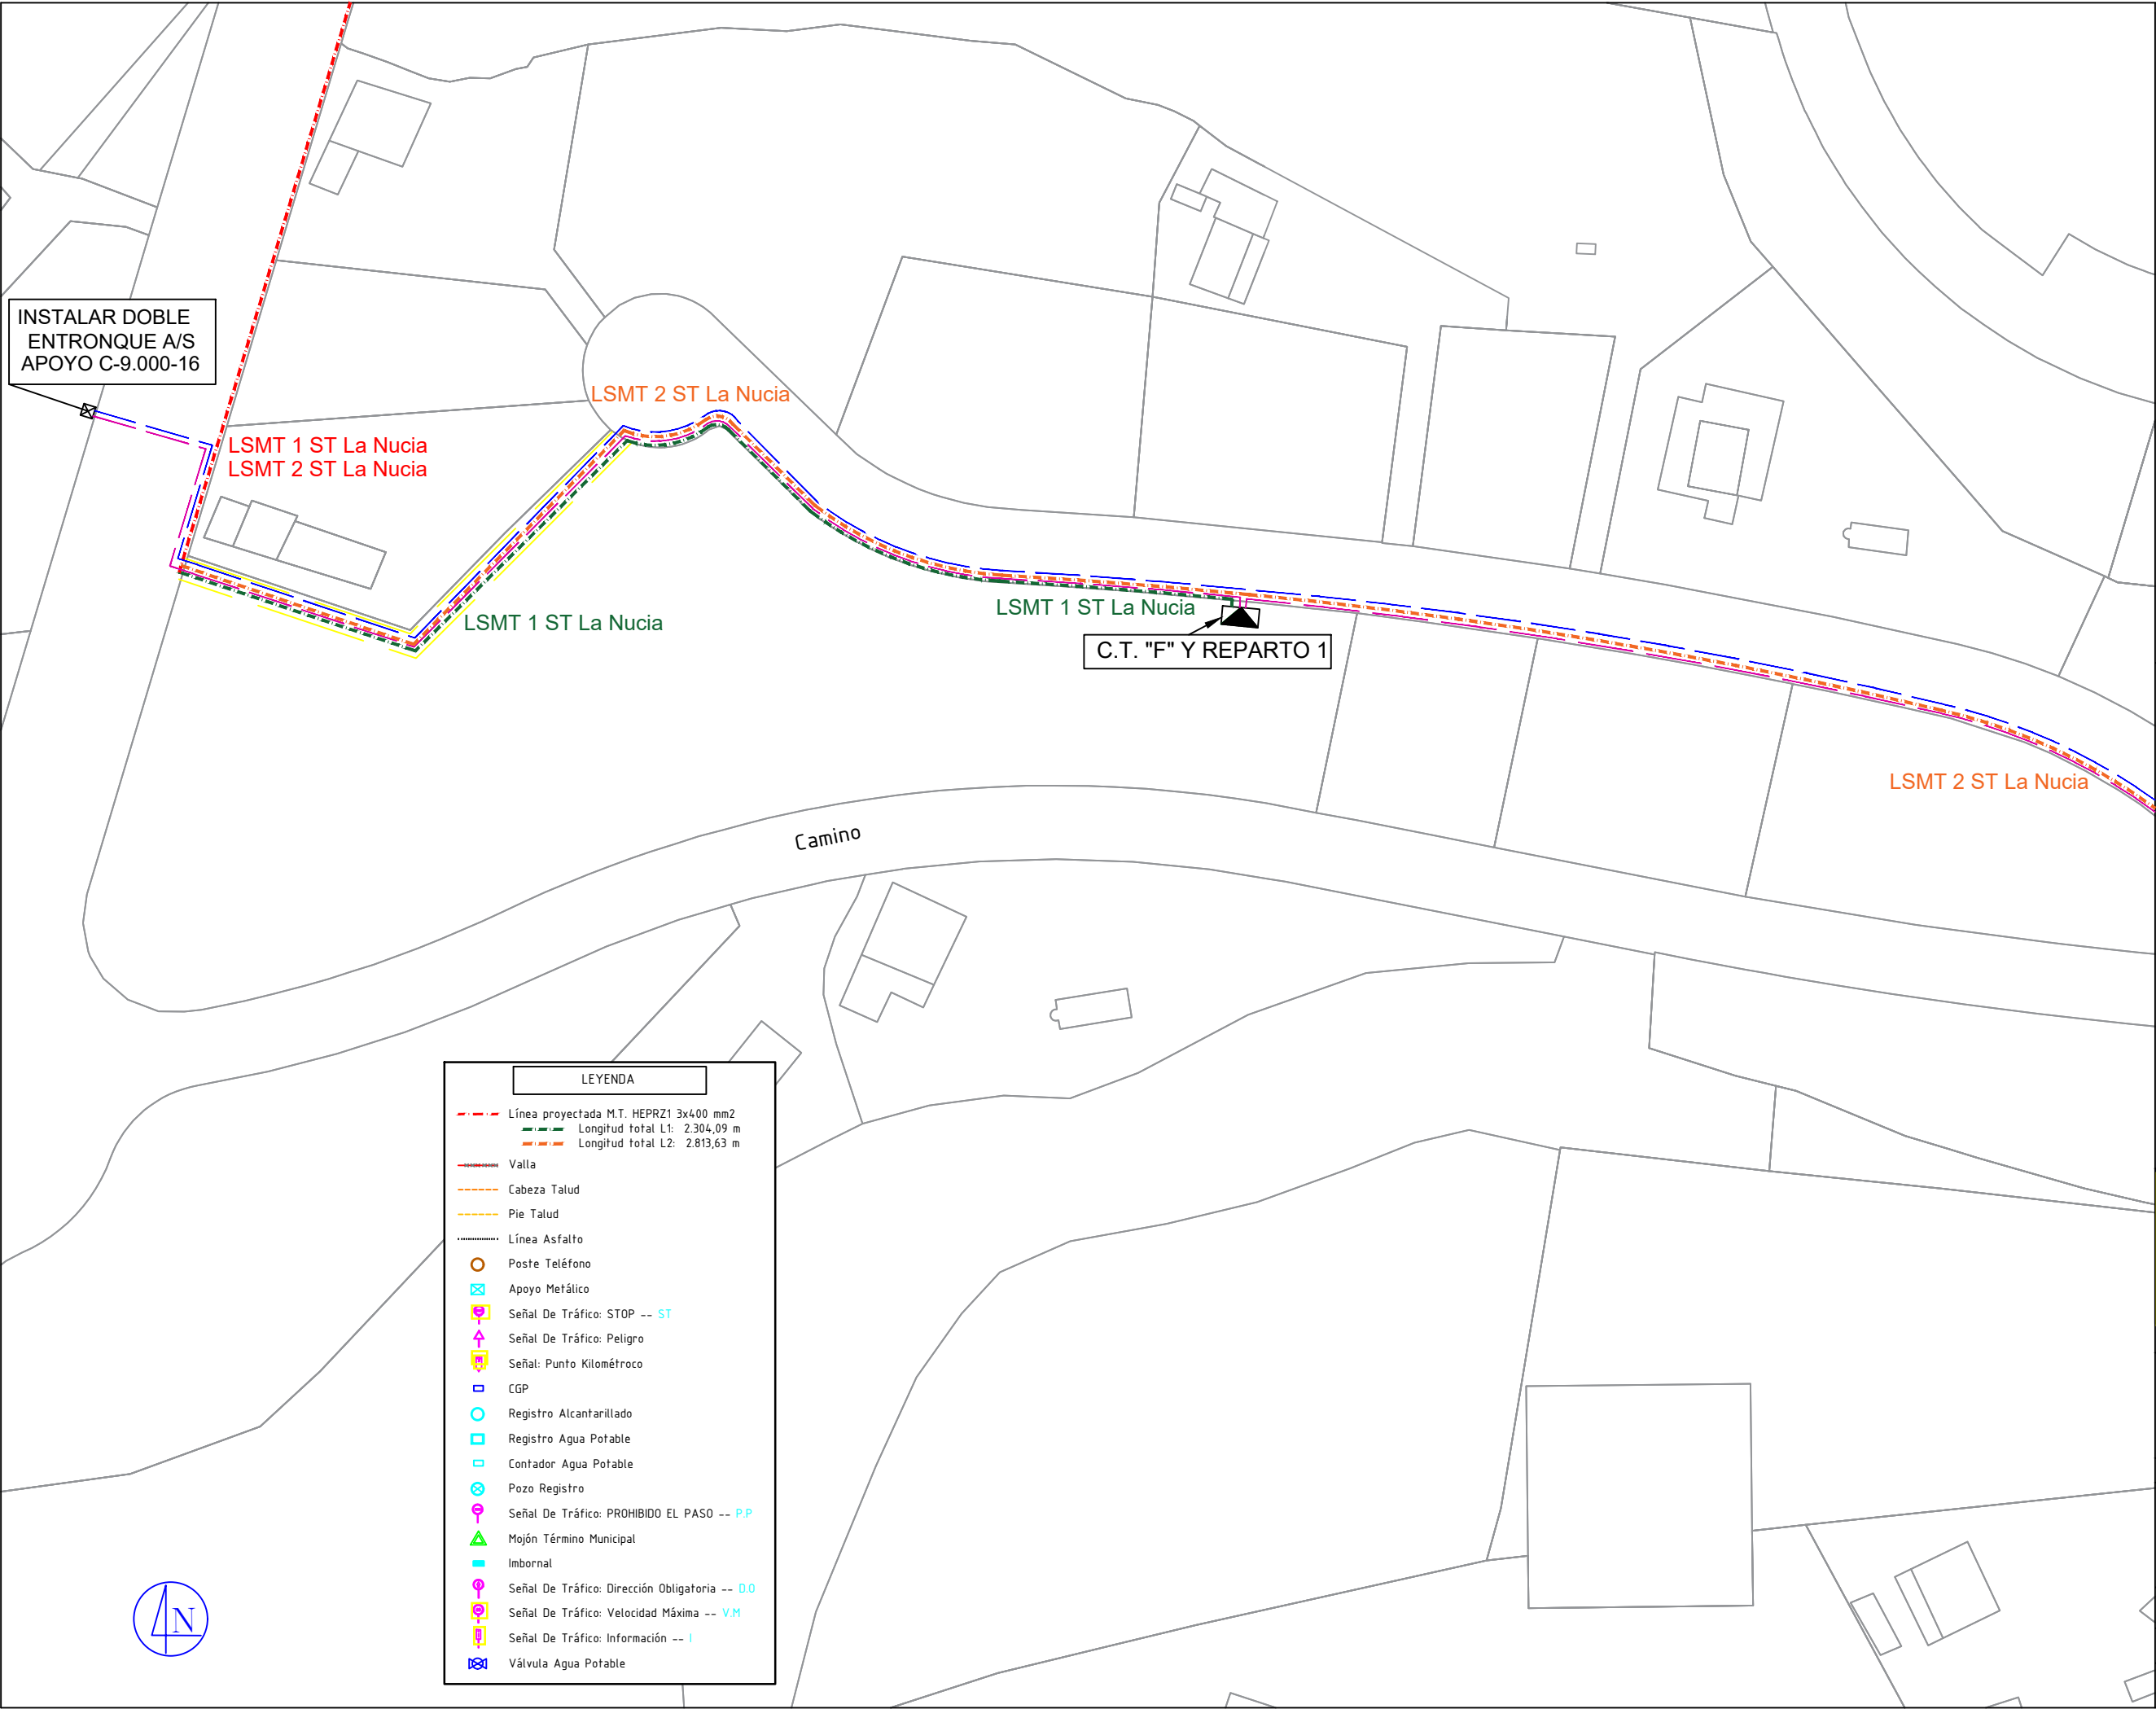 INSTALAR DOBLE
ENTRONQUE A/S
APOYO C-9.000-16
LSMT 2 ST La Nucia
LSMT 1 ST La Nucia
LSMT 2 ST La Nucia
LSMT 1 ST La Nucia
LSMT 1 ST La Nucia
C.T. "F" Y REPARTO 1
LSMT 2 ST La Nucia
Camino
LEYENDA
Línea proyectada M.T. HEPRZ1 3x400 mm2
Longitud total L1: 2.304,09 m
Longitud total L2: 2.813,63 m
Valla
Cabeza Talud
Pie Talud
Línea Asfalto
Poste Teléfono
Apoyo Metálico
Señal De Tráfico: STOP -- ST
Señal De Tráfico: Peligro
Señal: Punto Kilométroco
CGP
Registro Alcantarillado
Registro Agua Potable
Contador Agua Potable
Pozo Registro
Señal De Tráfico: PROHIBIDO EL PASO -- P.P
Mojón Término Municipal
Imbornal
Señal De Tráfico: Dirección Obligatoria -- D.O
Señal De Tráfico: Velocidad Máxima -- V.M
Señal De Tráfico: Información -- I
Válvula Agua Potable
N